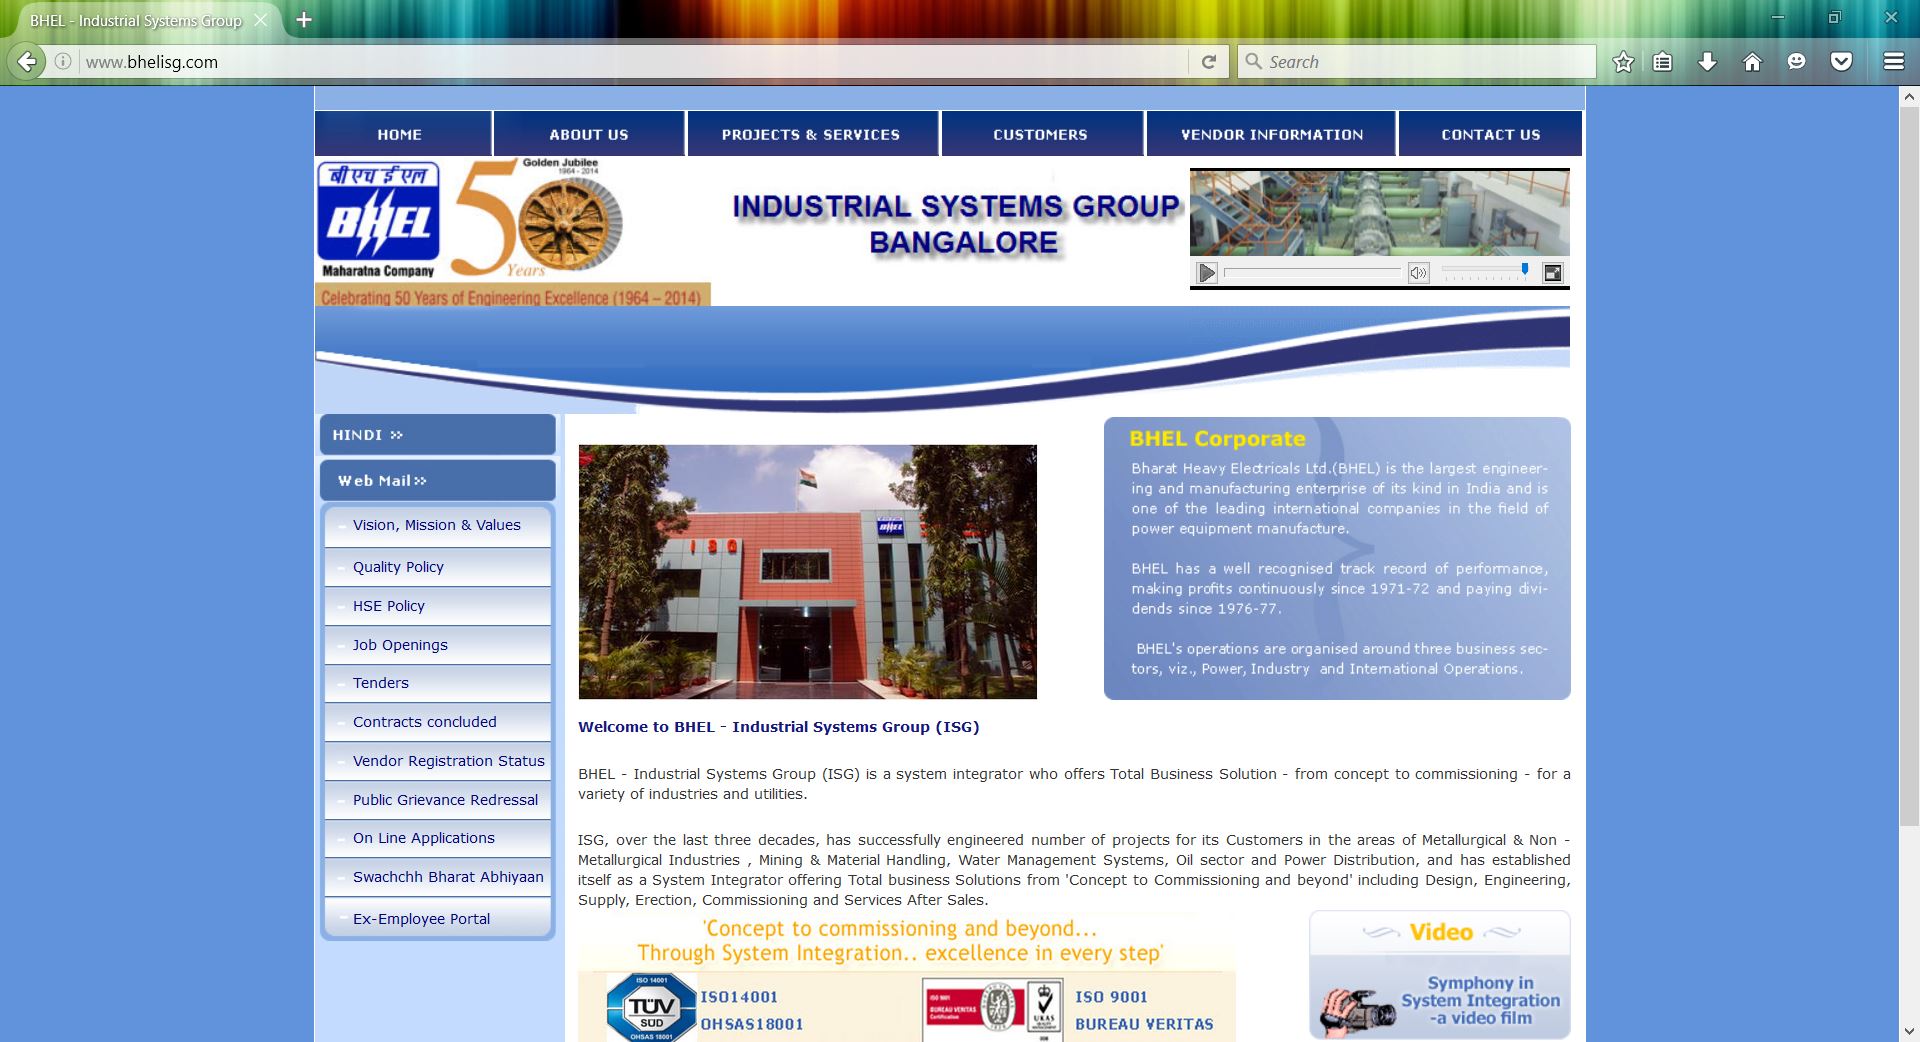 BHEL - Industrial Systems Group
www.bhelisg.com
Search
HOME
ABOUT US
PROJECTS & SERVICES
CUSTOMERS
VENDOR INFORMATION
CONTACT US
बी एच ई एल
BHEL
Maharatna Company
Golden Jubilee
1964 - 2014
50
Years
Celebrating 50 Years of Engineering Excellence (1964 – 2014)
INDUSTRIAL SYSTEMS GROUP
BANGALORE
HINDI
Web Mail
Vision, Mission & Values
Quality Policy
HSE Policy
Job Openings
Tenders
Contracts concluded
Vendor Registration Status
Public Grievance Redressal
On Line Applications
Swachchh Bharat Abhiyaan
Ex-Employee Portal
ISG
BHEL
BHEL Corporate
Bharat Heavy Electricals Ltd.(BHEL) is the largest engineer-
ing and manufacturing enterprise of its kind in India and is
one of the leading international companies in the field of
power equipment manufacture.
BHEL has a well recognised track record of performance,
making profits continuously since 1971-72 and paying divi-
dends since 1976-77.
BHEL's operations are organised around three business sec-
tors, viz., Power, Industry and International Operations.
Welcome to BHEL - Industrial Systems Group (ISG)
BHEL - Industrial Systems Group (ISG) is a system integrator who offers Total Business Solution - from concept to commissioning - for a
variety of industries and utilities.
ISG, over the last three decades, has successfully engineered number of projects for its Customers in the areas of Metallurgical & Non -
Metallurgical Industries , Mining & Material Handling, Water Management Systems, Oil sector and Power Distribution, and has established
itself as a System Integrator offering Total business Solutions from 'Concept to Commissioning and beyond' including Design, Engineering,
Supply, Erection, Commissioning and Services After Sales.
'Concept to commissioning and beyond...
Through System Integration.. excellence in every step'
ISO 14001
TÜV
SUD
OHSAS 18001
ISO14001
OHSAS18001
ISO 9001
BUREAU VERITAS
Certification
UKAS
ISO 9001
BUREAU VERITAS
Video
Symphony in
System Integration
-a video film